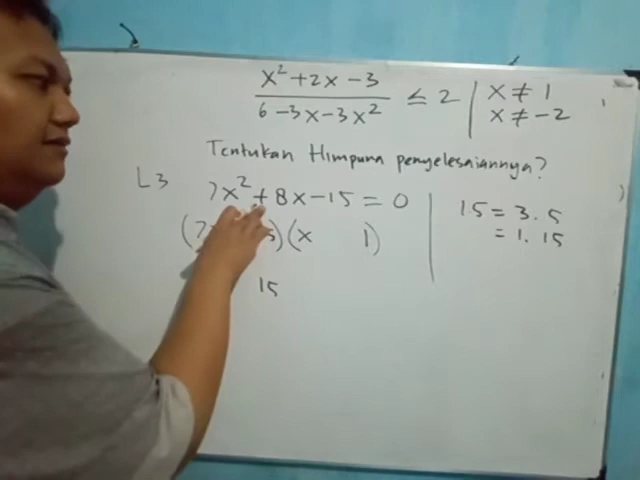 x² + 2x − 3 / 6 − 3x − 3x² ≤ 2 | x ≠ 1
x ≠ −2
Tentukan Himpuna penyelesaiannya?
L3
7x² + 8x − 15 = 0 | 15 = 3 . 5
= 1 . 15
(x 1)
15